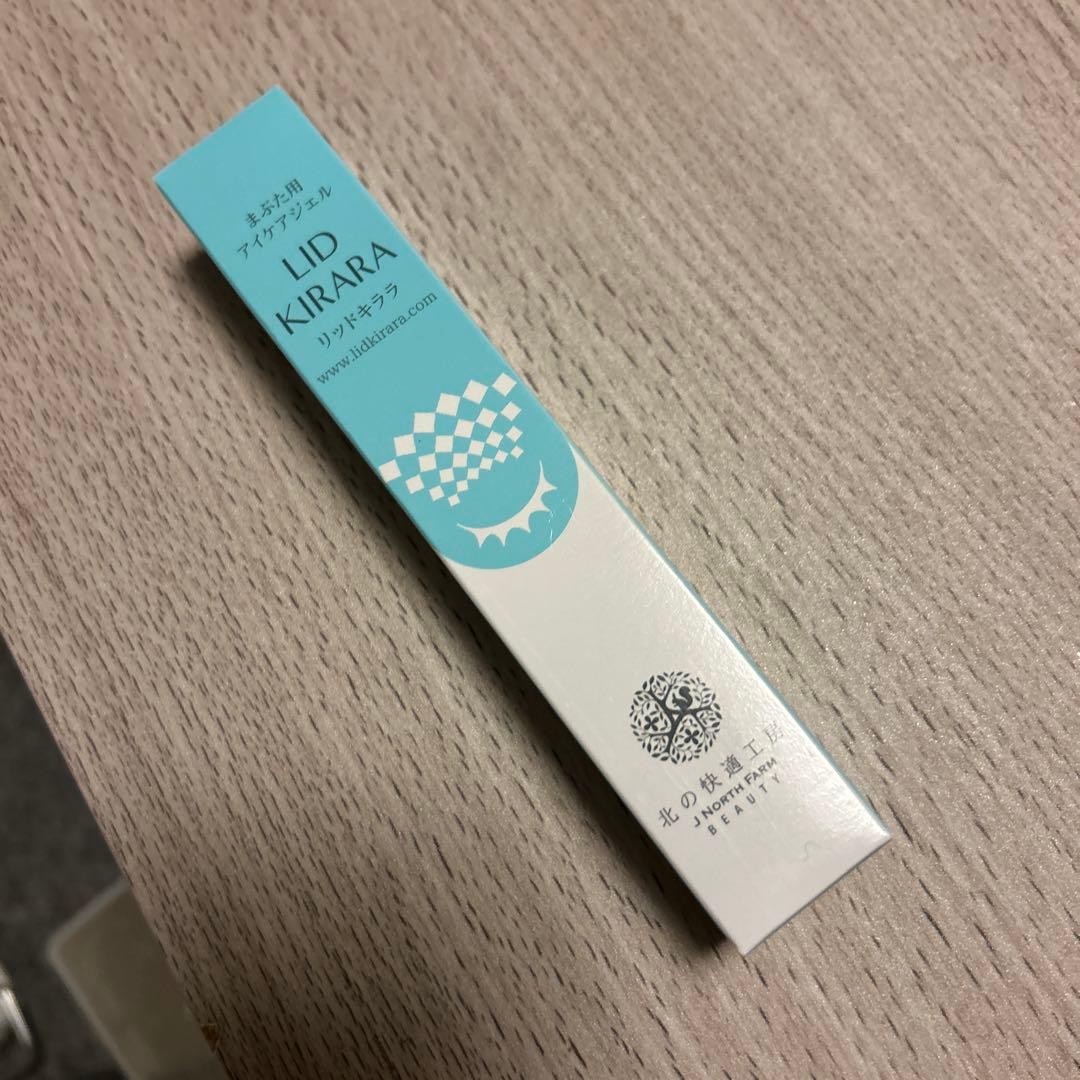 まぶた用
アイケアジェル
LID
KIRARA
リッドキララ
www.lidkirara.com
北の快適工房
J NORTH FARM
BEAUTY